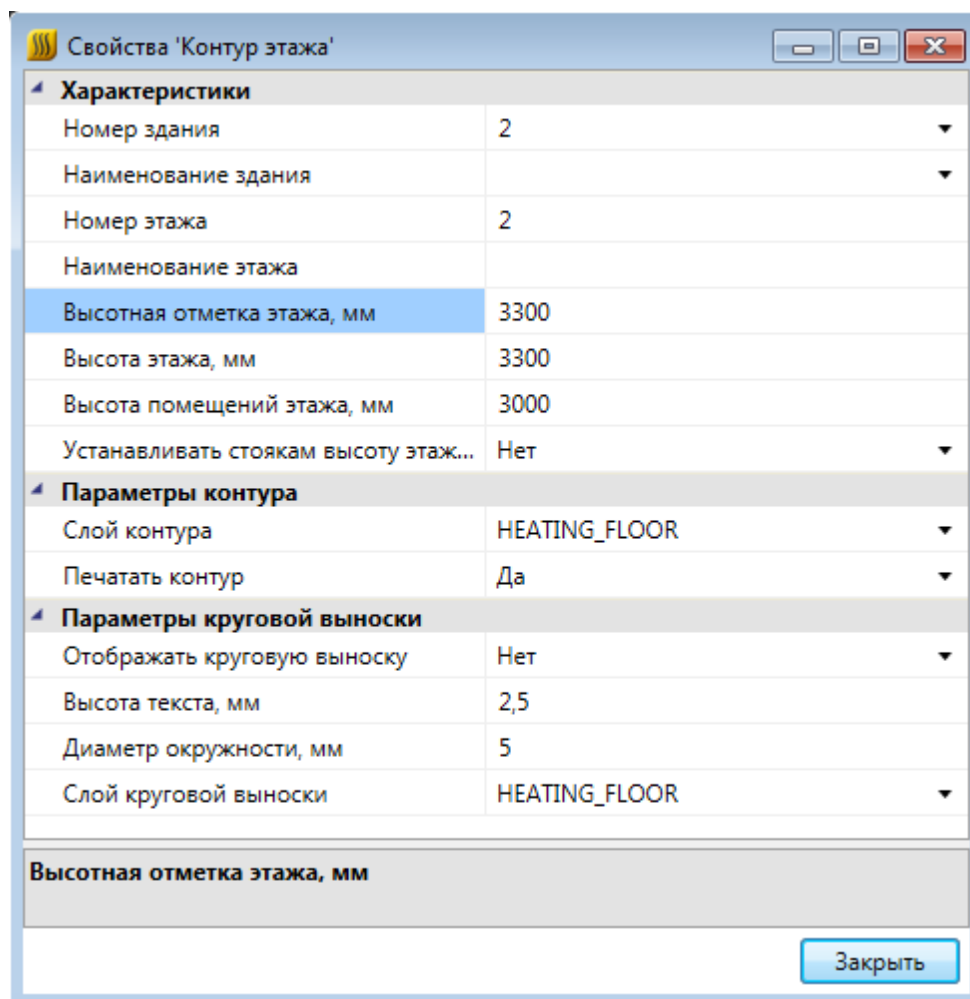 Свойства 'Контур этажа'
Характеристики
Номер здания 2
Наименование здания
Номер этажа 2
Наименование этажа
Высотная отметка этажа, мм 3300
Высота этажа, мм 3300
Высота помещений этажа, мм 3000
Устанавливать стоякам высоту этаж... Нет
Параметры контура
Слой контура HEATING_FLOOR
Печатать контур Да
Параметры круговой выноски
Отображать круговую выноску Нет
Высота текста, мм 2,5
Диаметр окружности, мм 5
Слой круговой выноски HEATING_FLOOR
Высотная отметка этажа, мм
Закрыть